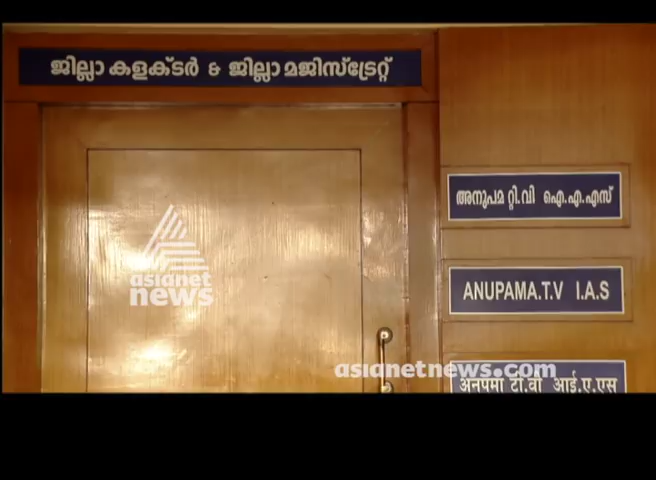 ജില്ലാ കളക്ടർ & ജില്ലാ മജിസ്ട്രേറ്റ്
അനുപമ റ്റി.വി ഐ.എ.എസ്
ANUPAMA.T.V I.A.S
asianet
news
asianetnews.com
अनुपमा टी.वी आई.ए.एस